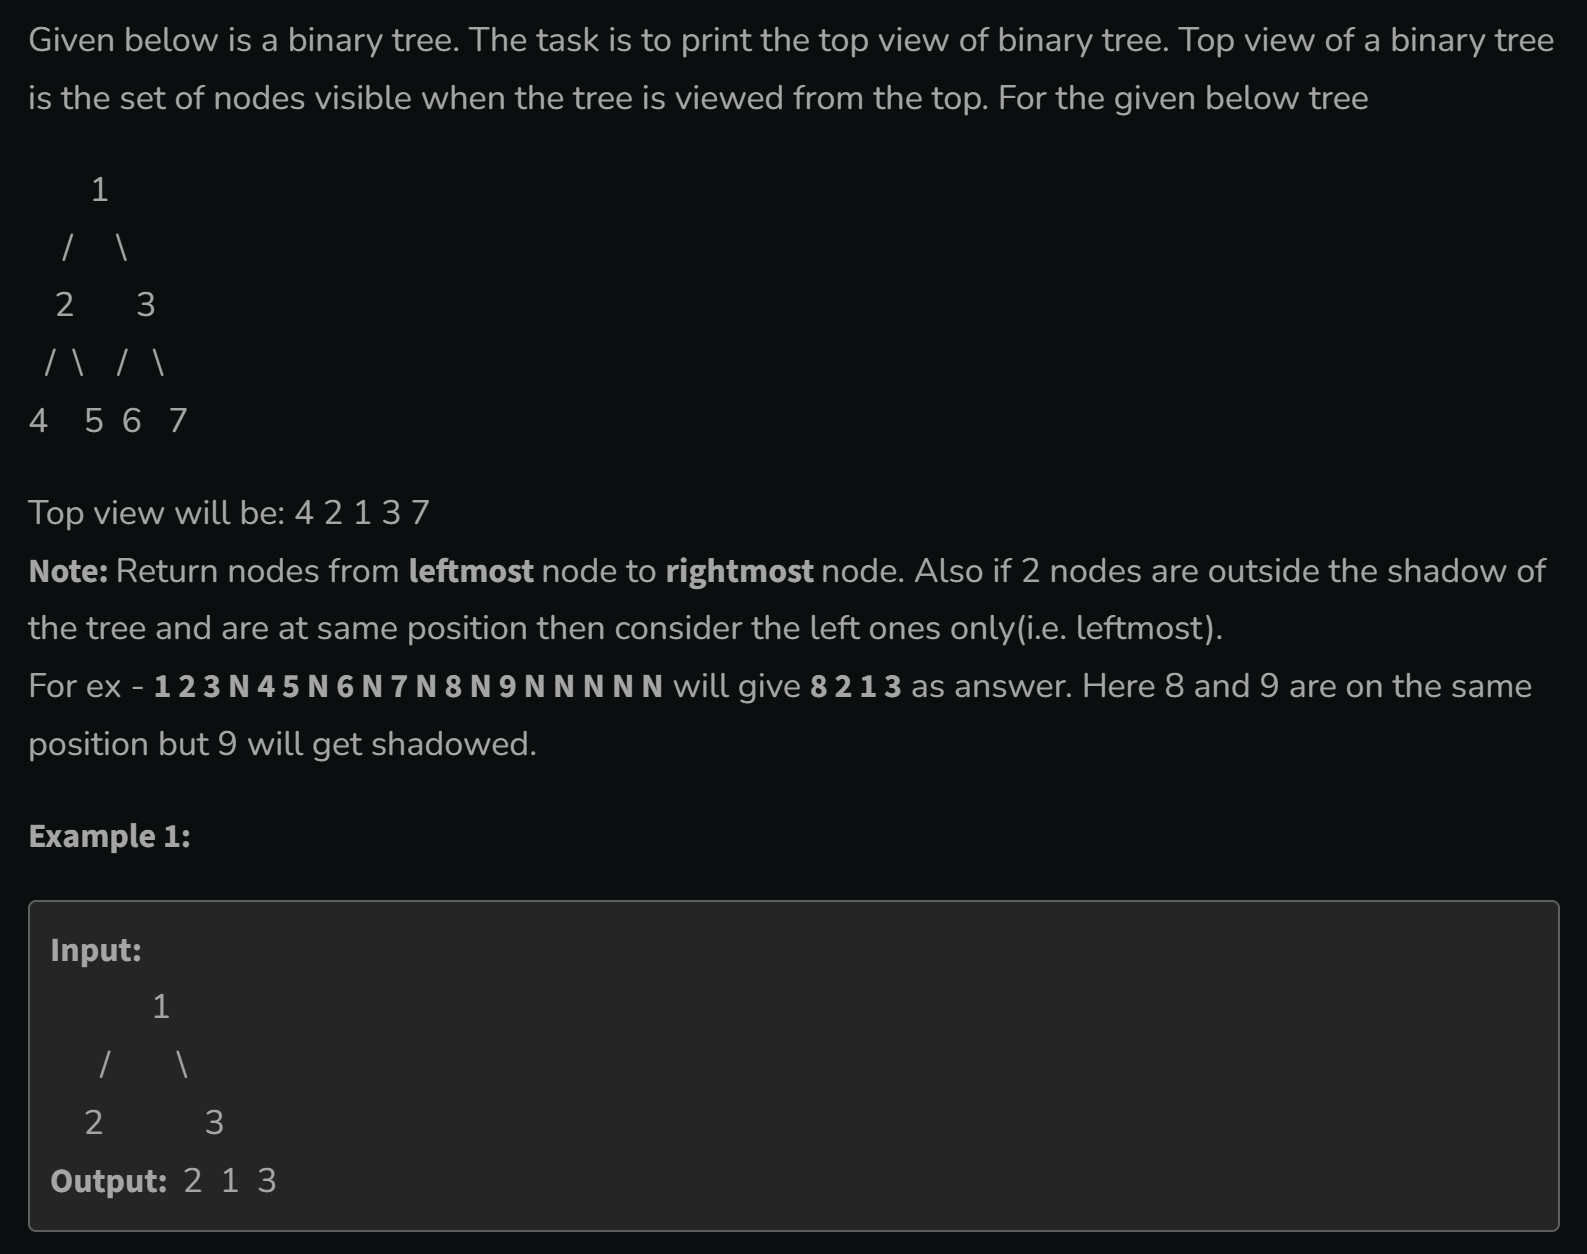 Given below is a binary tree. The task is to print the top view of binary tree. Top view of a binary tree
is the set of nodes visible when the tree is viewed from the top. For the given below tree
1
/ \
2 3
/ \ / \
4 5 6 7
Top view will be: 4 2 1 3 7
Note: Return nodes from leftmost node to rightmost node. Also if 2 nodes are outside the shadow of
the tree and are at same position then consider the left ones only(i.e. leftmost).
For ex - 1 2 3 N 4 5 N 6 N 7 N 8 N 9 N N N N N will give 8 2 1 3 as answer. Here 8 and 9 are on the same
position but 9 will get shadowed.
Example 1:
Input:
1
/ \
2 3
Output: 2 1 3